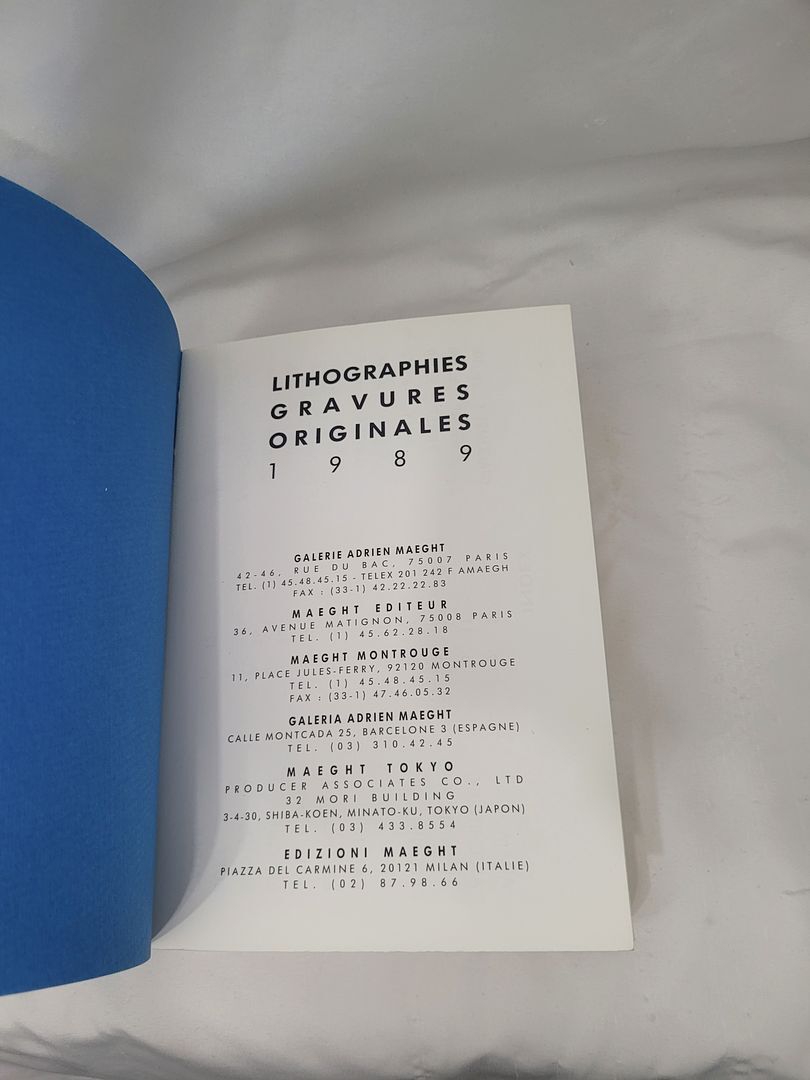 LITHOGRAPHIES
GRAVURES
ORIGINALES
1989
GALERIE ADRIEN MAEGHT
42-46, RUE DU BAC, 75007 PARIS
TEL. (1) 45.48.45.15 - TELEX 201 242 F AMAEGH
FAX : (33-1) 42.22.22.83
MAEGHT EDITEUR
36, AVENUE MATIGNON, 75008 PARIS
TEL. (1) 45.62.28.18
MAEGHT MONTROUGE
11, PLACE JULES-FERRY, 92120 MONTROUGE
TEL. (1) 45.48.45.15
FAX : (33-1) 47.46.05.32
GALERIA ADRIEN MAEGHT
CALLE MONTCADA 25, BARCELONE 3 (ESPAGNE)
TEL. (03) 310.42.45
MAEGHT TOKYO
PRODUCER ASSOCIATES CO., LTD
32 MORI BUILDING
3-4-30, SHIBA-KOEN, MINATO-KU, TOKYO (JAPON)
TEL. (03) 433.8554
EDIZIONI MAEGHT
PIAZZA DEL CARMINE 6, 20121 MILAN (ITALIE)
TEL. (02) 87.98.66